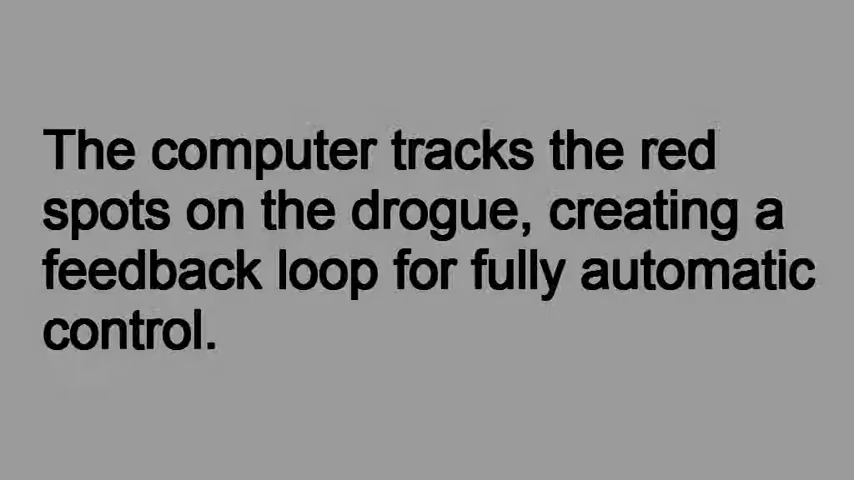 The computer tracks the red
spots on the drogue, creating a
feedback loop for fully automatic
control.